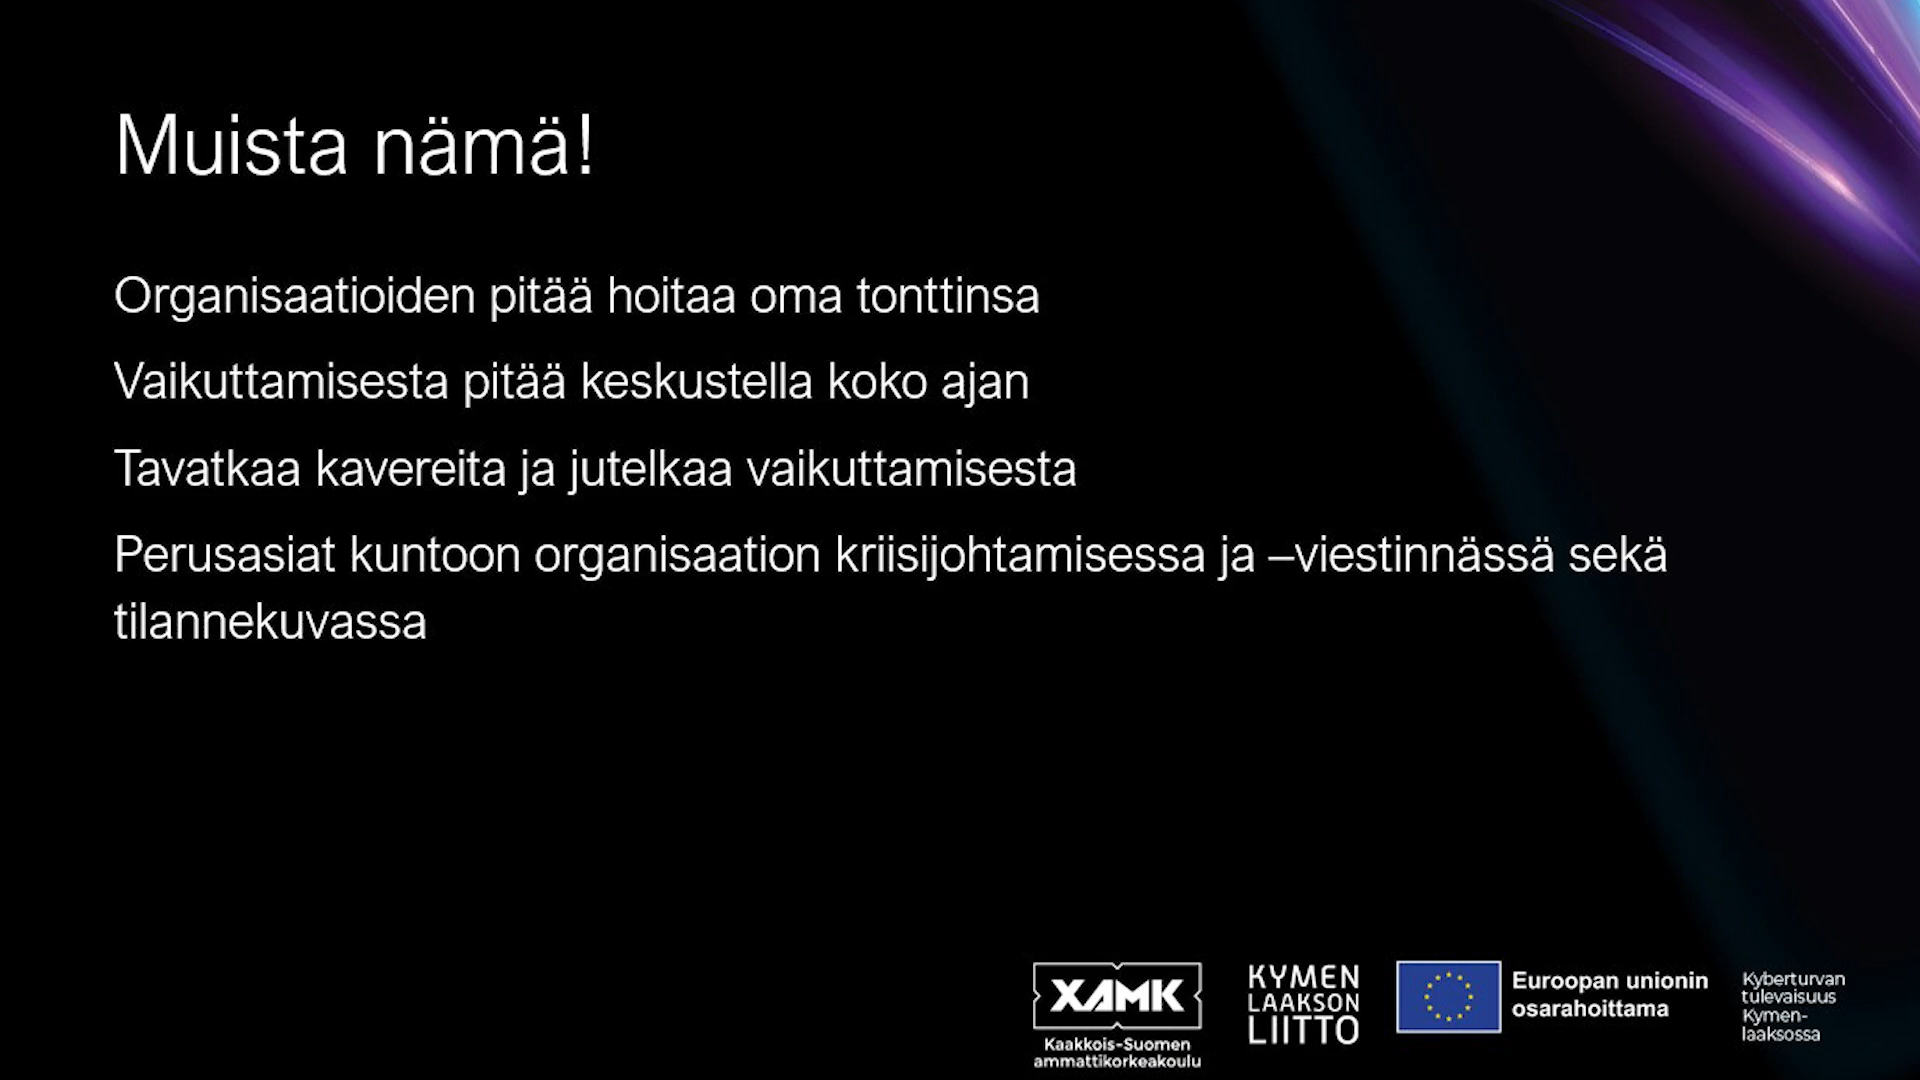 Muista nämä!
Organisaatioiden pitää hoitaa oma tonttinsa
Vaikuttamisesta pitää keskustella koko ajan
Tavatkaa kavereita ja jutelkaa vaikuttamisesta
Perusasiat kuntoon organisaation kriisijohtamisessa ja –viestinnässä sekä
tilannekuvassa
XAMK
Kaakkois-Suomen
ammattikorkeakoulu
KYMEN
LAAKSON
LIITTO
Euroopan unionin
osarahoittama
Kyberturvan
tulevaisuus
Kymen-
laaksossa